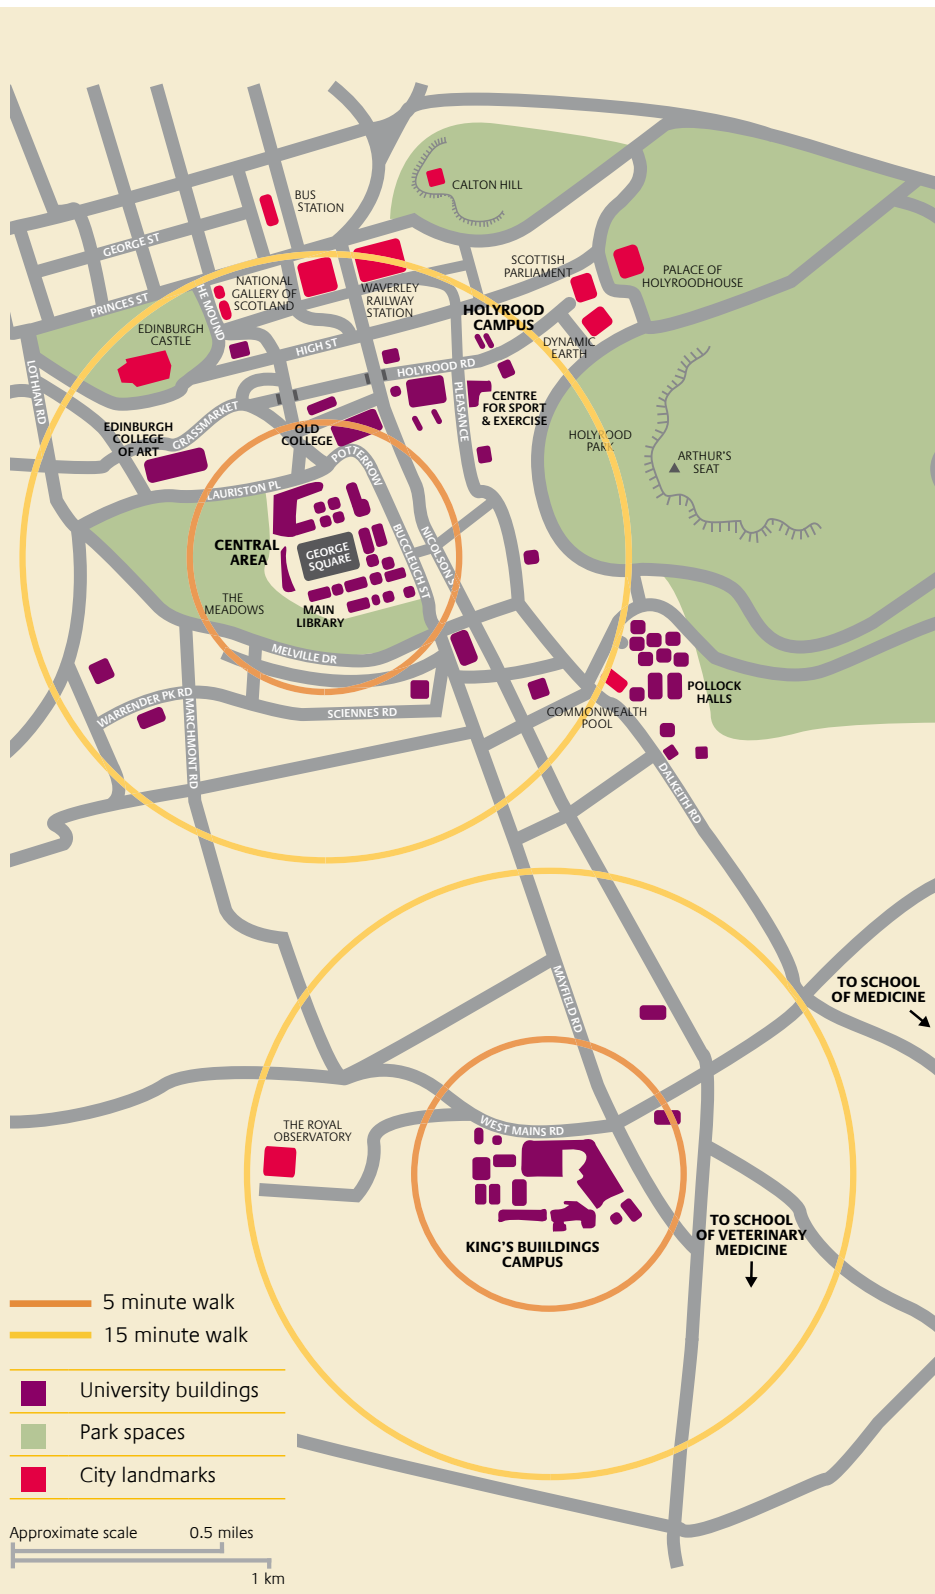 BUS
STATION
CALTON HILL
GEORGE ST
SCOTTISH
PARLIAMENT
PALACE OF
HOLYROODHOUSE
NATIONAL
GALLERY OF
SCOTLAND
WAVERLEY
RAILWAY
STATION
PRINCES ST
HE MOUND
HOLYROOD
CAMPUS
EDINBURGH
CASTLE
HIGH ST
DYNAMIC
EARTH
HOLYROOD RD
LOTHIAN RD
PLEASANCE
CENTRE
FOR SPORT
& EXERCISE
GRASSMARKET
EDINBURGH
COLLEGE
OF ART
OLD
COLLEGE
HOLYROOD
PARK
POTTERROW
ARTHUR'S
SEAT
LAURISTON PL
CENTRAL
AREA
GEORGE
SQUARE
BUCCLEUCH ST
NICOLSON S
THE
MEADOWS
MAIN
LIBRARY
MELVILLE DR
POLLOCK
HALLS
WARRENDER PK RD
MARCHMONT RD
SCIENNES RD
COMMONWEALTH
POOL
DALKEITH RD
MAYFIELD RD
TO SCHOOL
OF MEDICINE
THE ROYAL
OBSERVATORY
WEST MAINS RD
KING'S BUIILDINGS
CAMPUS
TO SCHOOL
OF VETERINARY
MEDICINE
5 minute walk
15 minute walk
University buildings
Park spaces
City landmarks
Approximate scale 0.5 miles
1 km